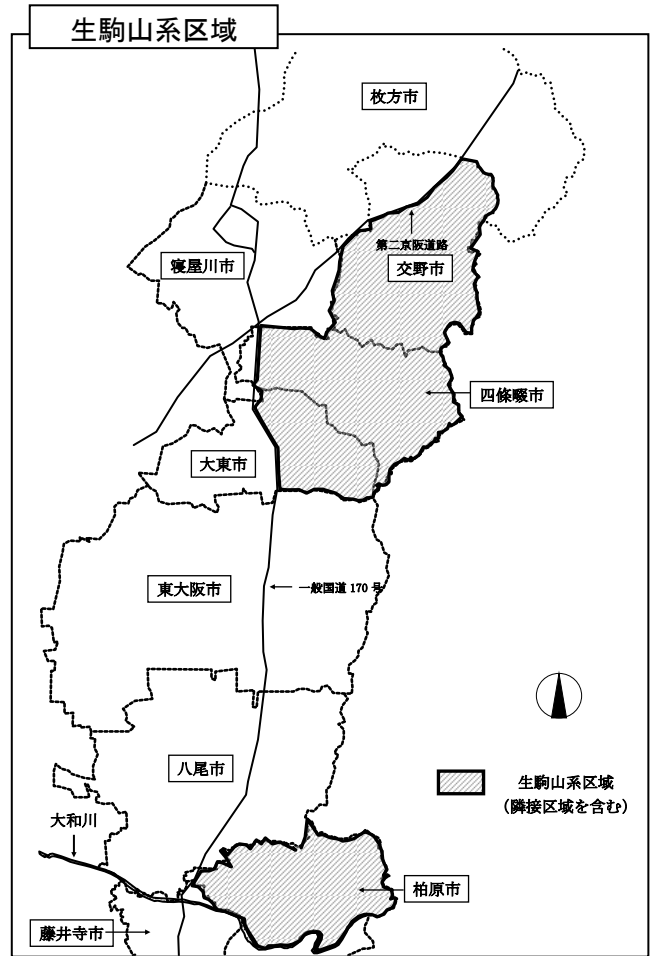 生駒山系区域
枚方市
第二京阪道路
寝屋川市
交野市
四條畷市
大東市
東大阪市
一般国道 170 号
八尾市
生駒山系区域
(隣接区域を含む)
大和川
柏原市
藤井寺市